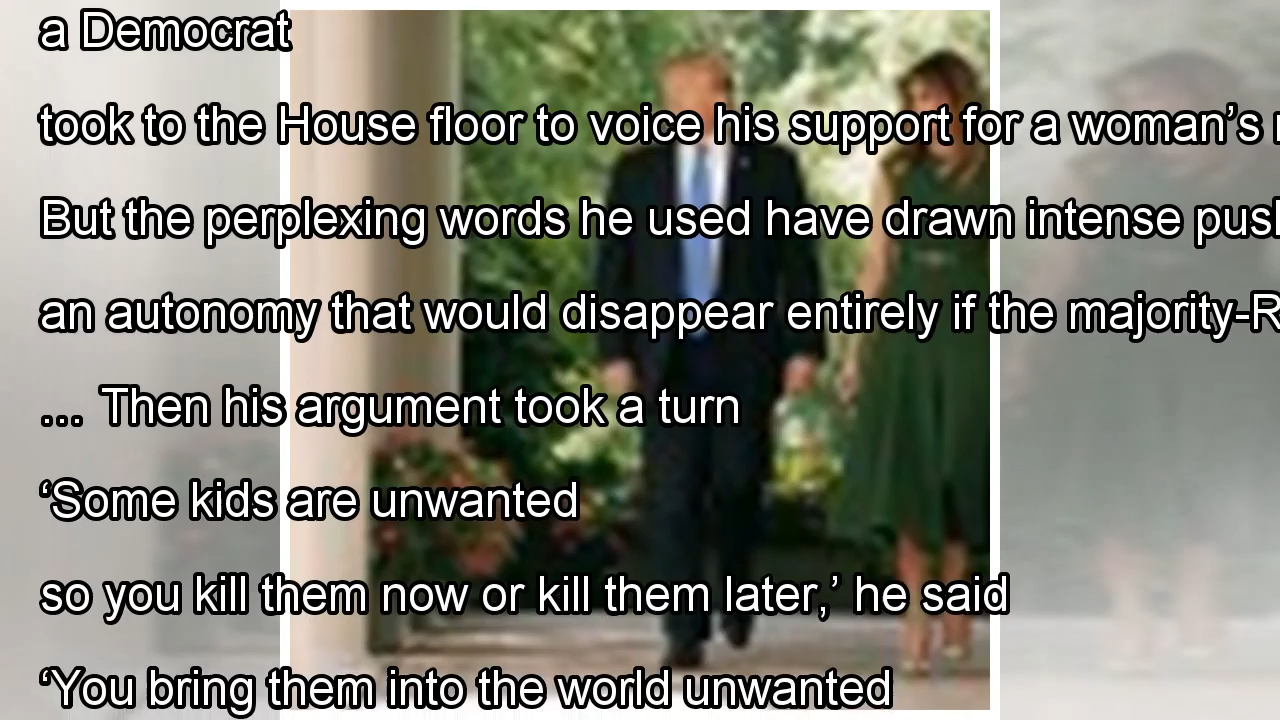 a Democrat
took to the House floor to voice his support for a woman’s
But the perplexing words he used have drawn intense
an autonomy that would disappear entirely if the majority-R
... Then his argument took a turn
‘Some kids are unwanted
so you kill them now or kill them later,’ he said
‘You bring them into the world unwanted